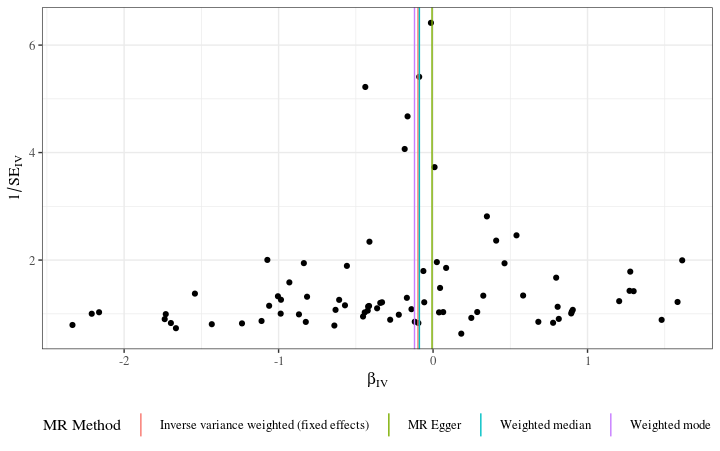 6
4
2
1/SE_IV
-2
-1
0
1
β_IV
MR Method
Inverse variance weighted (fixed effects)
MR Egger
Weighted median
Weighted mode